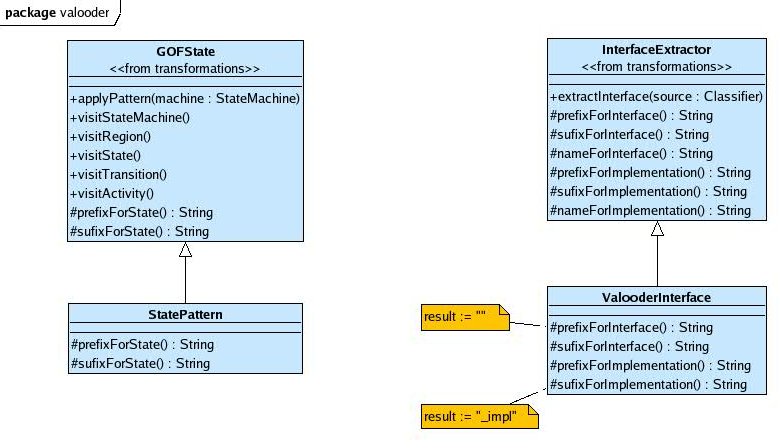 package valooder
GOFState
<<from transformations>>
+applyPattern(machine : StateMachine)
+visitStateMachine()
+visitRegion()
+visitState()
+visitTransition()
+visitActivity()
#prefixForState() : String
#sufixForState() : String
StatePattern
#prefixForState() : String
#sufixForState() : String
InterfaceExtractor
<<from transformations>>
+extractInterface(source : Classifier)
#prefixForInterface() : String
#sufixForInterface() : String
#nameForInterface() : String
#prefixForImplementation() : String
#sufixForImplementation() : String
#nameForImplementation() : String
result := ""
ValooderInterface
#prefixForInterface() : String
#sufixForInterface() : String
#prefixForImplementation() : String
#sufixForImplementation() : String
result := "_impl"